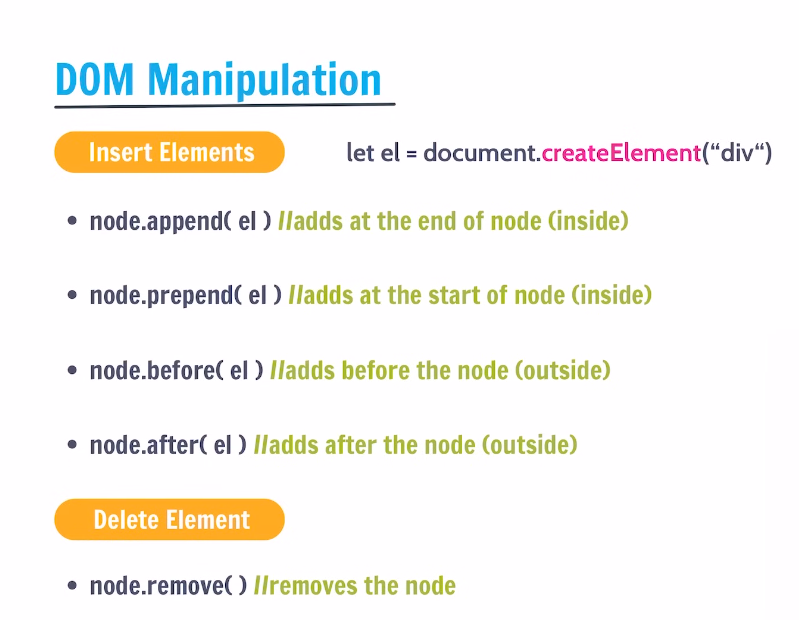 DOM Manipulation
Insert Elements
let el = document.createElement(“div“)
• node.append( el ) //adds at the end of node (inside)
• node.prepend( el ) //adds at the start of node (inside)
• node.before( el ) //adds before the node (outside)
• node.after( el ) //adds after the node (outside)
Delete Element
• node.remove( ) //removes the node